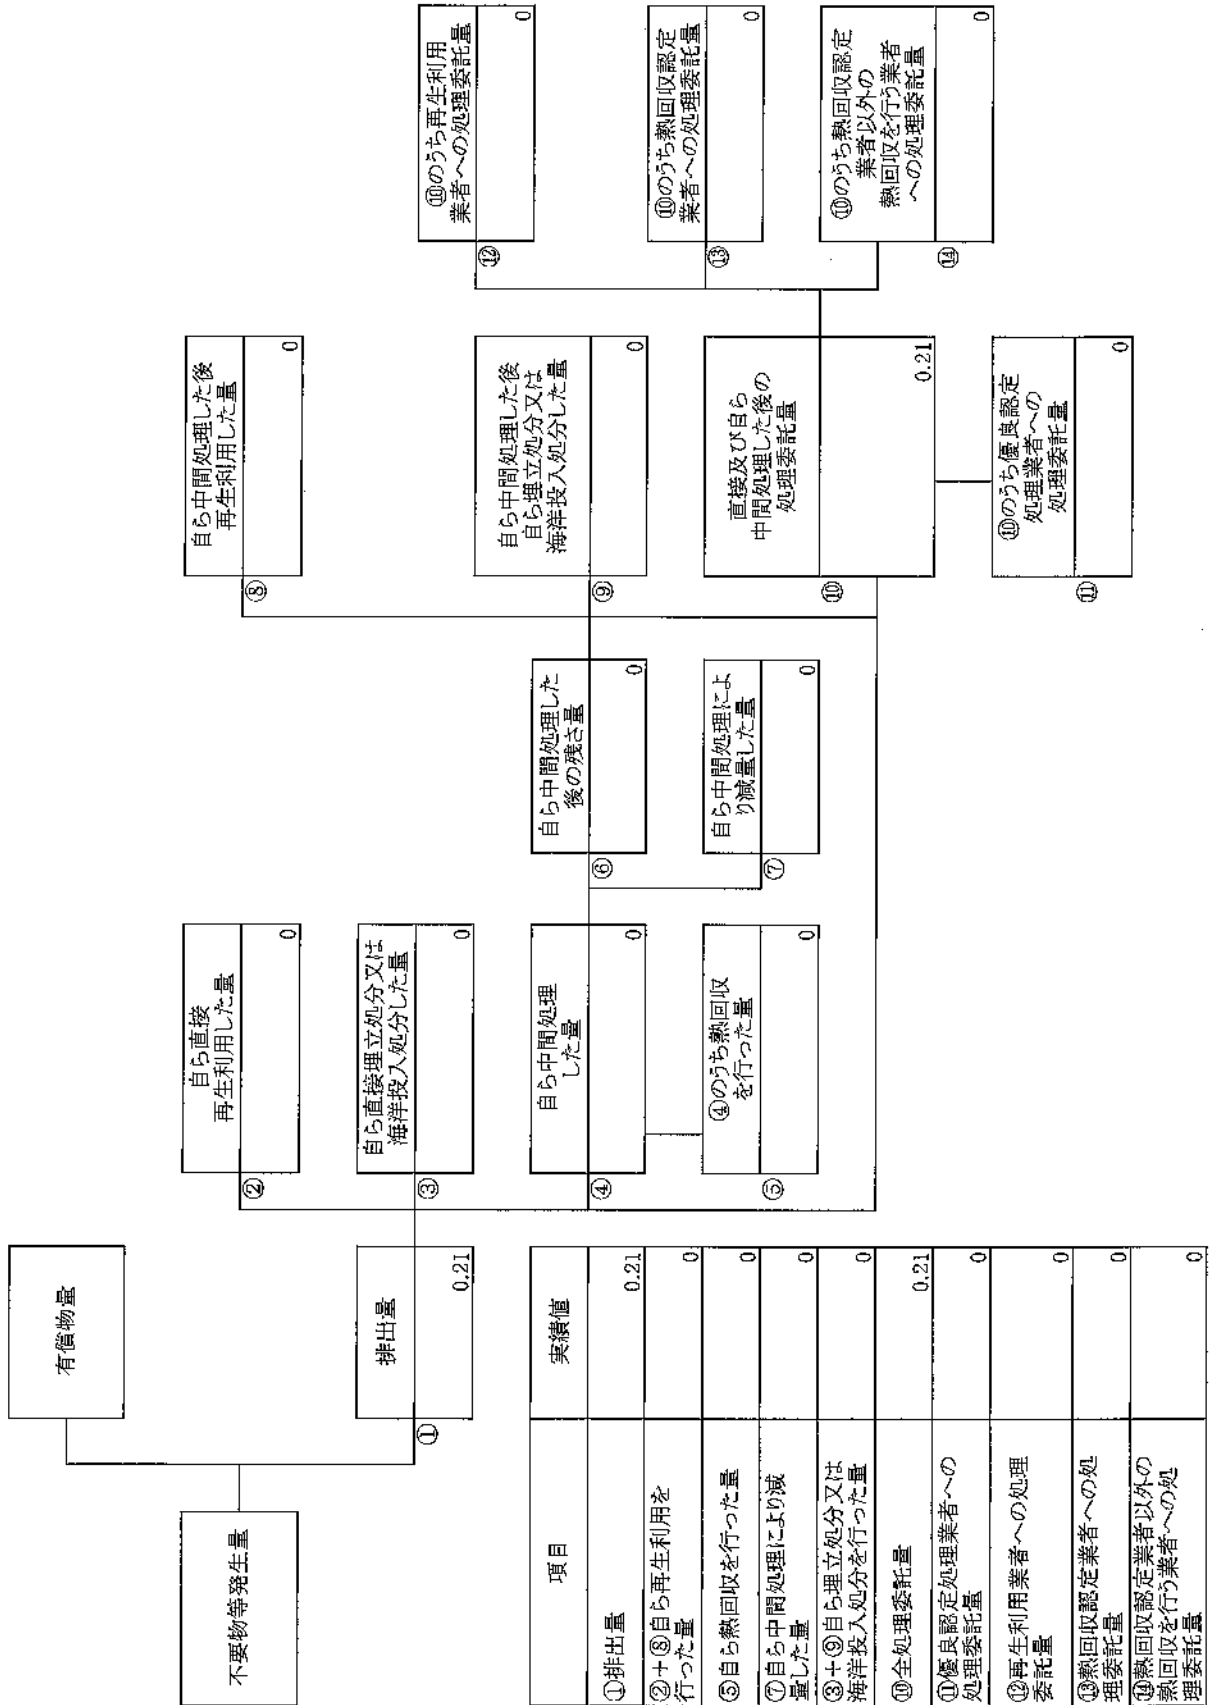 不要物等発生量
有償物量
①
排出量
0.21
②
自ら直接
再生利用した量
0
③
自ら直接埋立処分又は
海洋投入処分した量
0
④
自ら中間処理
した量
0
⑤
④のうち熱回収
を行った量
0
⑥
自ら中間処理した
後の残さ量
0
⑦
自ら中間処理によ
り減量した量
0
⑧
自ら中間処理した後
再生利用した量
0
⑨
自ら中間処理した後
自ら埋立処分又は
海洋投入処分した量
0
⑩
直接及び自ら
中間処理した後の
処理委託量
0.21
⑪
⑩のうち優良認定
処理業者への
処理委託量
0
⑫
⑩のうち再生利用
業者への処理委託量
0
⑬
⑩のうち熱回収認定
業者への処理委託量
0
⑭
⑩のうち熱回収認定
業者以外の
熱回収を行う業者
への処理委託量
0
項目 実績値
①排出量 0.21
②+⑧自ら再生利用を
行った量 0
⑤自ら熱回収を行った量 0
⑦自ら中間処理により減
量した量 0
③+⑨自ら埋立処分又は
海洋投入処分を行った量 0
⑩全処理委託量 0.21
⑪優良認定処理業者への
処理委託量 0
⑫再生利用業者への処理
委託量 0
⑬熱回収認定業者への処
理委託量 0
⑭熱回収認定業者以外の
熱回収を行う業者への処
理委託量 0